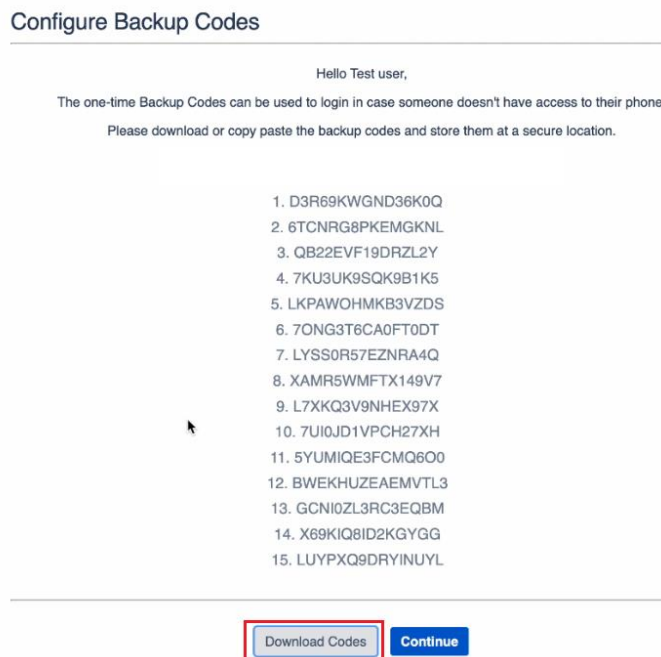 Configure Backup Codes
Hello Test user,
The one-time Backup Codes can be used to login in case someone doesn't have access to their phone
Please download or copy paste the backup codes and store them at a secure location.
1. D3R69KWGND36K0Q
2. 6TCNRG8PKEMGKNL
3. QB22EVF19DRZL2Y
4. 7KU3UK9SQK9B1K5
5. LKPAWOHMKB3VZDS
6. 7ONG3T6CA0FT0DT
7. LYSS0R57EZNRA4Q
8. XAMR5WMFTX149V7
9. L7XKQ3V9NHEX97X
10. 7UI0JD1VPCH27XH
11. 5YUMIQE3FCMQ6O0
12. BWEKHUZEAEMVTL3
13. GCNI0ZL3RC3EQBM
14. X69KIQ8ID2KGYGG
15. LUYPXQ9DRYINUYL
Download Codes Continue